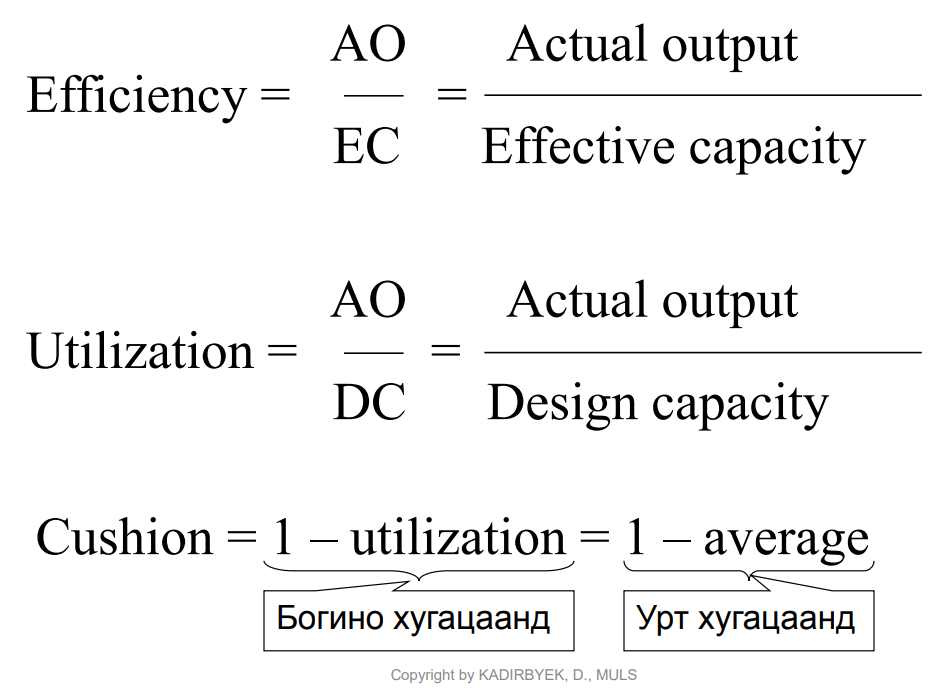 AO Actual output
Efficiency = =
EC Effective capacity
AO Actual output
Utilization = =
DC Design capacity
Cushion = 1 – utilization = 1 – average
Богино хугацаанд Урт хугацаанд
Copyright by KADIRBYEK, D., MULS